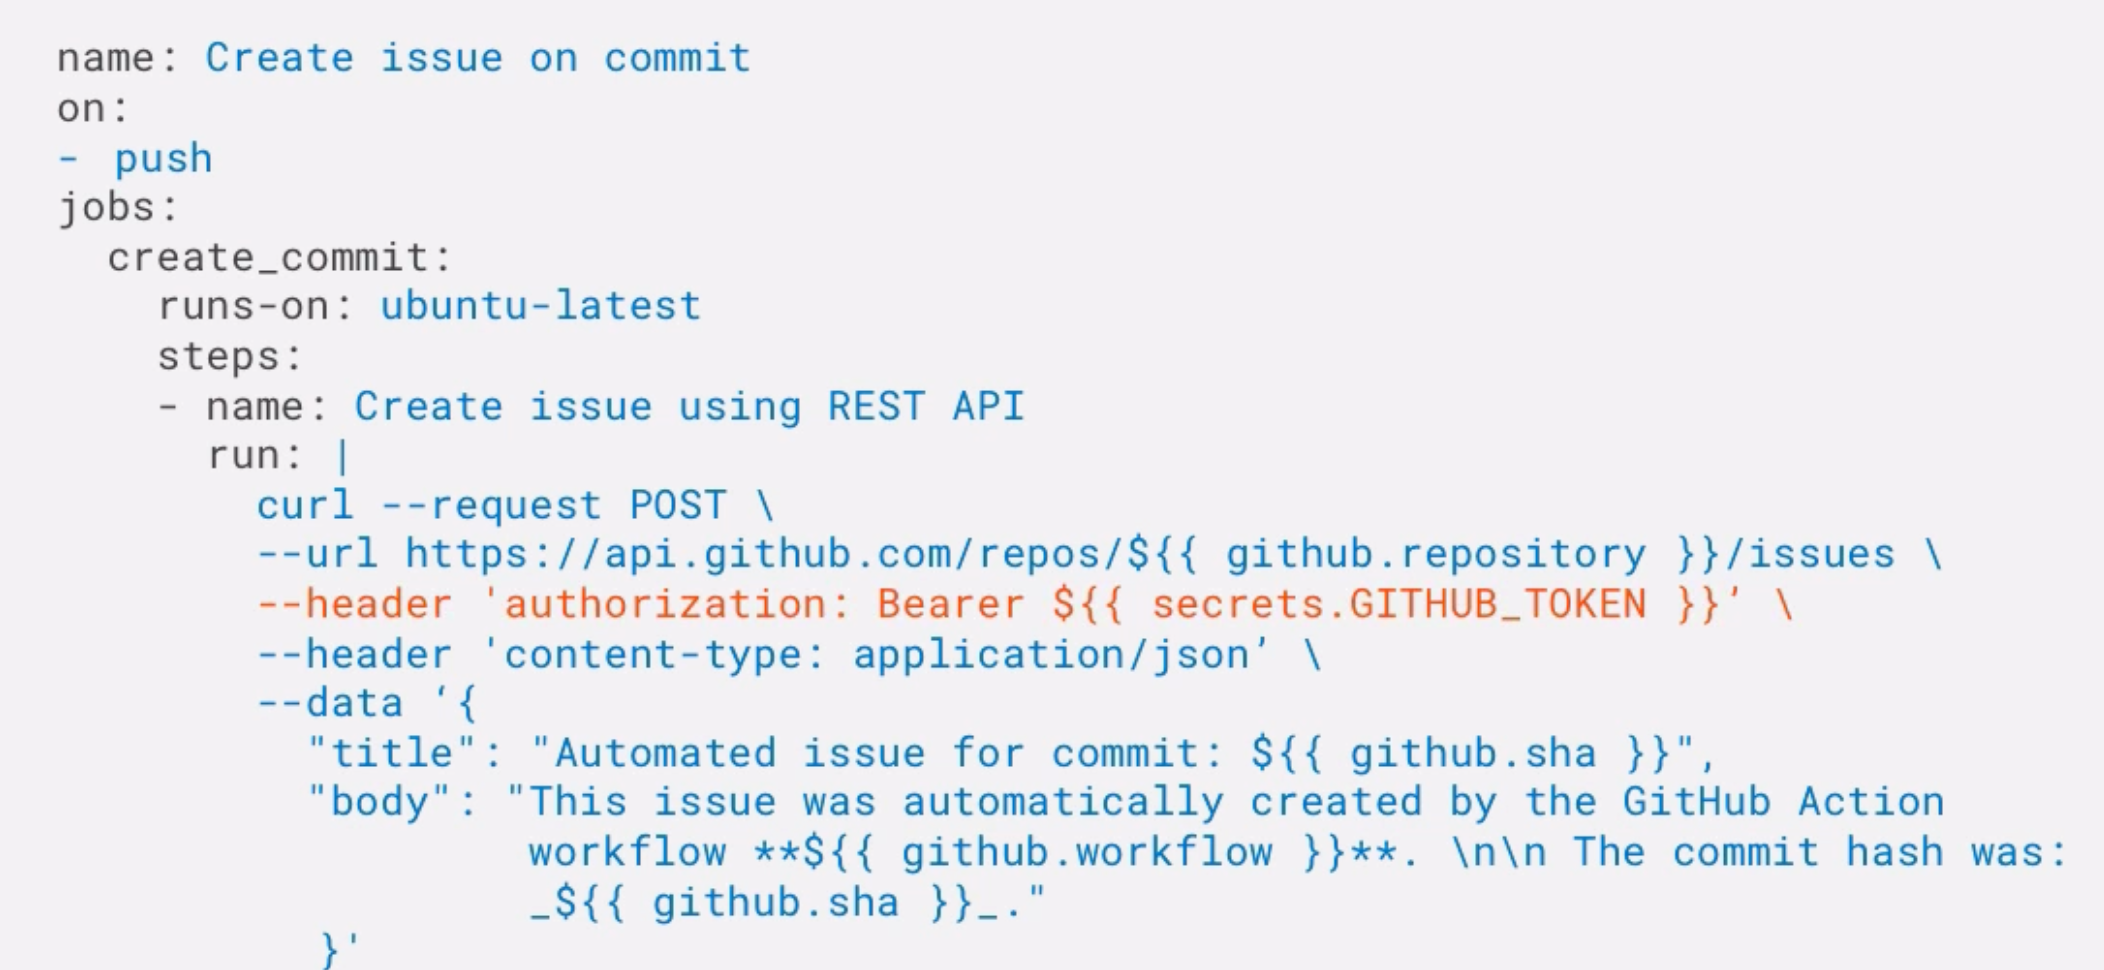 name: Create issue on commit
on:
- push
jobs:
  create_commit:
    runs-on: ubuntu-latest
    steps:
    - name: Create issue using REST API
      run: |
        curl --request POST \
        --url https://api.github.com/repos/${{ github.repository }}/issues \
        --header 'authorization: Bearer ${{ secrets.GITHUB_TOKEN }}’ \
        --header 'content-type: application/json’ \
        --data ‘{
          "title": "Automated issue for commit: ${{ github.sha }}",
          "body": "This issue was automatically created by the GitHub Action
                   workflow **${{ github.workflow }}**. \n\n The commit hash was:
                   _${{ github.sha }}_."
          }'